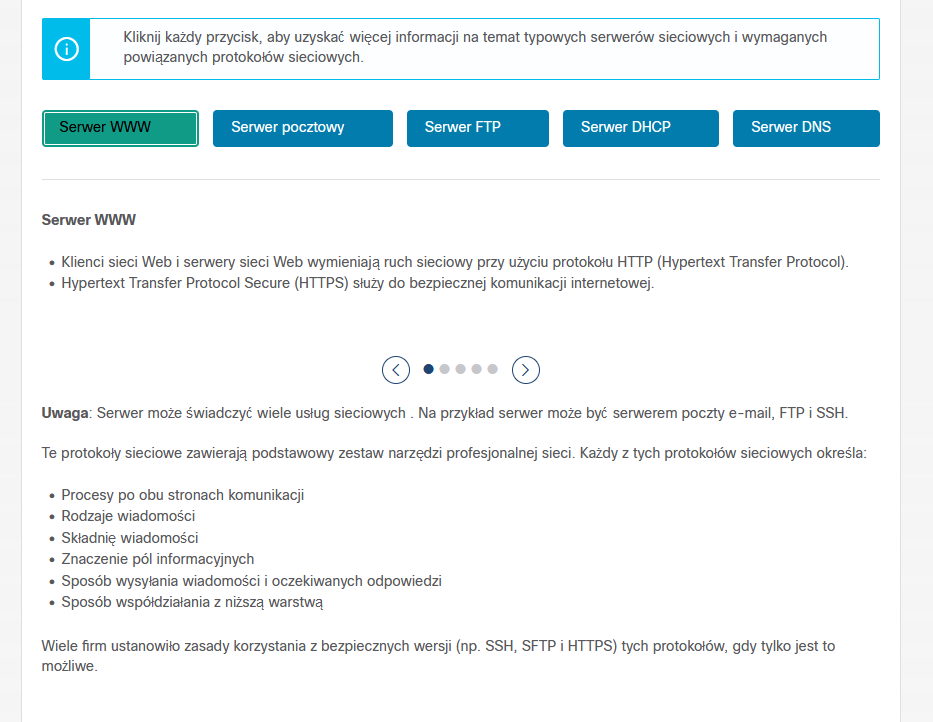 Kliknij każdy przycisk, aby uzyskać więcej informacji na temat typowych serwerów sieciowych i wymaganych
powiązanych protokołów sieciowych.
Serwer WWW
Serwer pocztowy
Serwer FTP
Serwer DHCP
Serwer DNS
Serwer WWW
• Klienci sieci Web i serwery sieci Web wymieniają ruch sieciowy przy użyciu protokołu HTTP (Hypertext Transfer Protocol).
• Hypertext Transfer Protocol Secure (HTTPS) służy do bezpiecznej komunikacji internetowej.
Uwaga: Serwer może świadczyć wiele usług sieciowych . Na przykład serwer może być serwerem poczty e-mail, FTP i SSH.
Te protokoły sieciowe zawierają podstawowy zestaw narzędzi profesjonalnej sieci. Każdy z tych protokołów sieciowych określa:
• Procesy po obu stronach komunikacji
• Rodzaje wiadomości
• Składnię wiadomości
• Znaczenie pól informacyjnych
• Sposób wysyłania wiadomości i oczekiwanych odpowiedzi
• Sposób współdziałania z niższą warstwą
Wiele firm ustanowiło zasady korzystania z bezpiecznych wersji (np. SSH, SFTP i HTTPS) tych protokołów, gdy tylko jest to
możliwe.